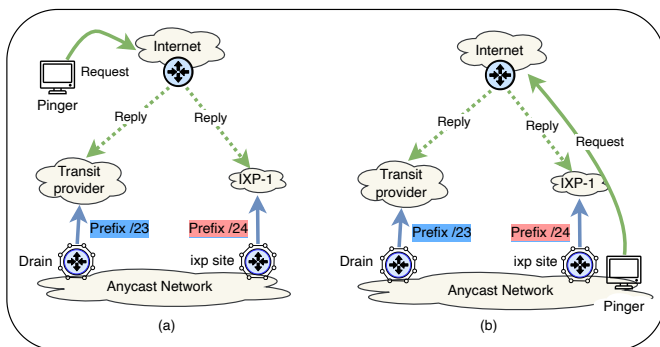 Internet
Request
Pinger
Reply
Reply
Transit
provider
IXP-1
Prefix /23
Prefix /24
Drain
ixp site
Anycast Network
(a)
Internet
Reply
Reply
Request
Transit
provider
IXP-1
Prefix /23
Prefix /24
Drain
ixp site
Anycast Network
Pinger
(b)